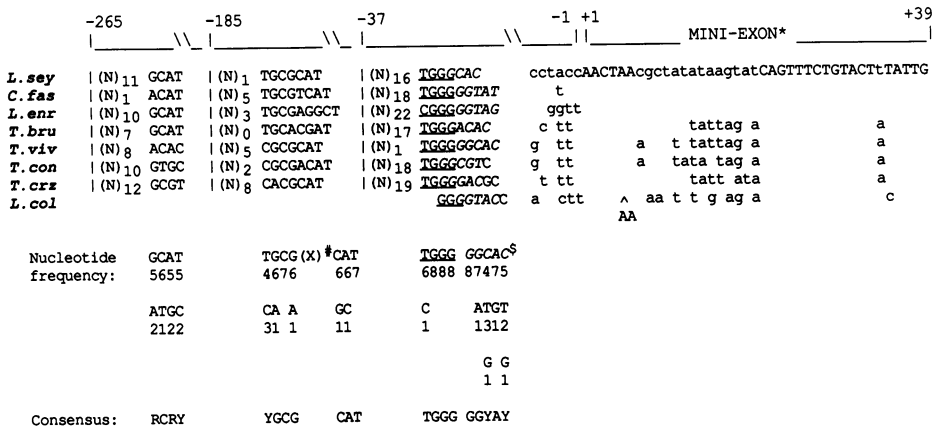 -265 -185 -37 -1 +1 +39
|______\\_ |______\\_ |______\\ || MINI-EXON* |
L.sey |(N)11 GCAT |(N)1 TGCGCAT |(N)16 TGGGCAC cctaccAACTAAcgctatataagtatCAGTTTCTGTACTtTATTG
C.fas |(N)1 ACAT |(N)5 TGCGTCAT |(N)18 TGGGGGTAT t
L.enr |(N)10 GCAT |(N)3 TGCGAGGCT |(N)22 CGGGGGTAG ggtt
T.bru |(N)7 GCAT |(N)0 TGCACGAT |(N)17 TGGGACAC c tt tattag a a
T.viv |(N)8 ACAC |(N)5 CGCGCAT |(N)1 TGGGGGCAC g tt a t tattag a a
T.con |(N)10 GTGC |(N)2 CGCGACAT |(N)18 TGGGCGTC g tt a tata tag a a
T.crz |(N)12 GCGT |(N)8 CACGCAT |(N)19 TGGGGACGC t tt tatt ata a
L.col GGGGTACC a ctt ^ aa t t g ag a c
AA
Nucleotide GCAT TGCG(X)#CAT TGGG GGCAC$
frequency: 5655 4676 667 6888 87475
ATGC CA A GC C ATGT
2122 31 1 11 1 1312
G G
1 1
Consensus: RCRY YGCG CAT TGGG GGYAY